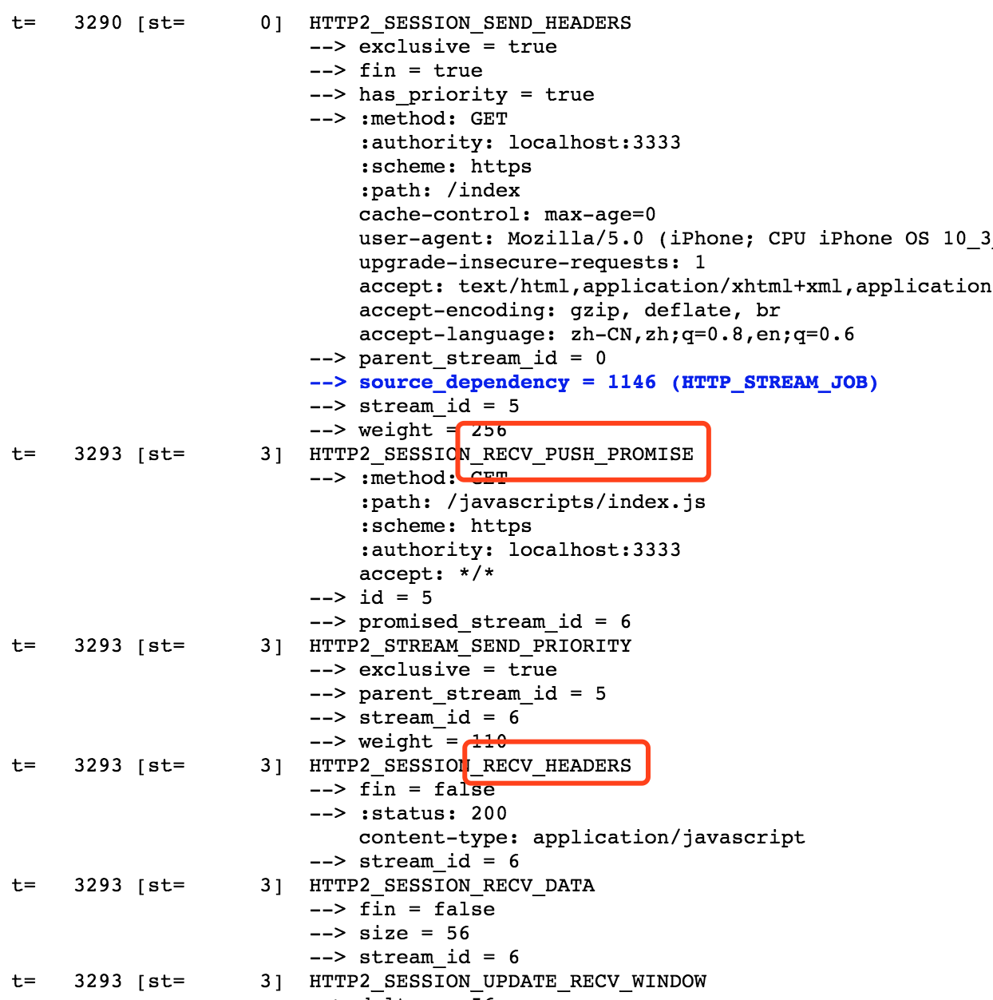 t= 3290 [st= 0] HTTP2_SESSION_SEND_HEADERS
--> exclusive = true
--> fin = true
--> has_priority = true
--> :method: GET
:authority: localhost:3333
:scheme: https
:path: /index
cache-control: max-age=0
user-agent: Mozilla/5.0 (iPhone; CPU iPhone OS 10_3_
upgrade-insecure-requests: 1
accept: text/html,application/xhtml+xml,application
accept-encoding: gzip, deflate, br
accept-language: zh-CN,zh;q=0.8,en;q=0.6
--> parent_stream_id = 0
--> source_dependency = 1146 (HTTP_STREAM_JOB)
--> stream_id = 5
--> weight = 256
t= 3293 [st= 3] HTTP2_SESSION_RECV_PUSH_PROMISE
--> :method: GET
:path: /javascripts/index.js
:scheme: https
:authority: localhost:3333
accept: */*
--> id = 5
--> promised_stream_id = 6
t= 3293 [st= 3] HTTP2_STREAM_SEND_PRIORITY
--> exclusive = true
--> parent_stream_id = 5
--> stream_id = 6
--> weight = 110
t= 3293 [st= 3] HTTP2_SESSION_RECV_HEADERS
--> fin = false
--> :status: 200
content-type: application/javascript
--> stream_id = 6
t= 3293 [st= 3] HTTP2_SESSION_RECV_DATA
--> fin = false
--> size = 56
--> stream_id = 6
t= 3293 [st= 3] HTTP2_SESSION_UPDATE_RECV_WINDOW